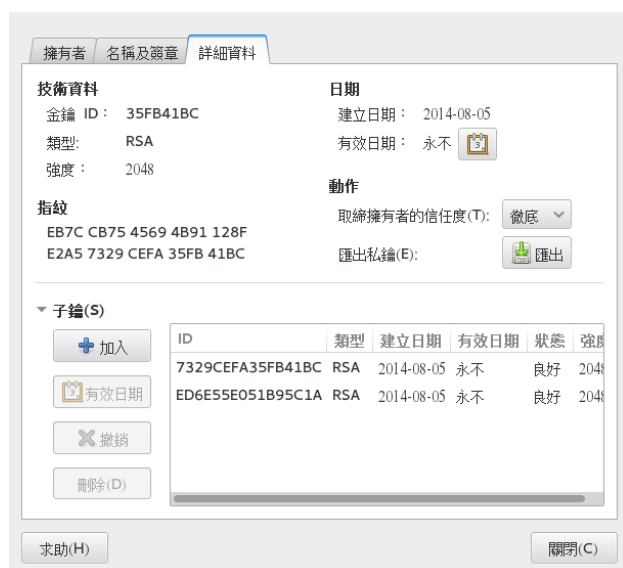 擁有者 名稱及簽章 詳細資料
技術資料
金鑰 ID： 35FB41BC
類型: RSA
強度： 2048
指紋
EB7C CB75 4569 4B91 128F
E2A5 7329 CEFA 35FB 41BC
日期
建立日期： 2014-08-05
有效日期： 永不
動作
取締擁有者的信任度(T): 徹底
匯出私鑰(E): 匯出
子鑰(S)
加入
有效日期
撤銷
刪除(D)
ID 類型 建立日期 有效日期 狀態 強度
7329CEFA35FB41BC RSA 2014-08-05 永不 良好 2048
ED6E55E051B95C1A RSA 2014-08-05 永不 良好 2048
求助(H) 關閉(C)